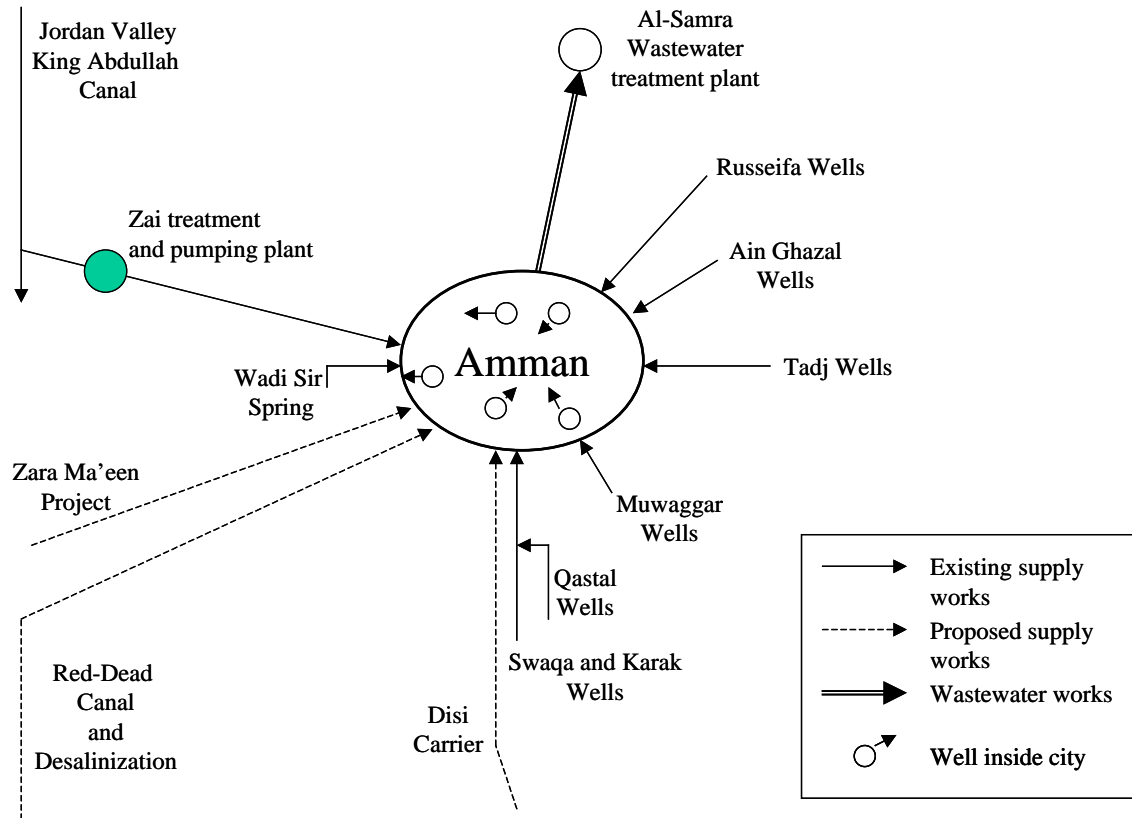 Jordan Valley
King Abdullah
Canal
Al-Samra
Wastewater
treatment plant
Russeifa Wells
Zai treatment
and pumping plant
Ain Ghazal
Wells
Amman
Tadj Wells
Wadi Sir
Spring
Zara Ma’een
Project
Muwaggar
Wells
Qastal
Wells
Swaqa and Karak
Wells
Red-Dead
Canal
and
Desalinization
Disi
Carrier
Existing supply
works
Proposed supply
works
Wastewater works
Well inside city